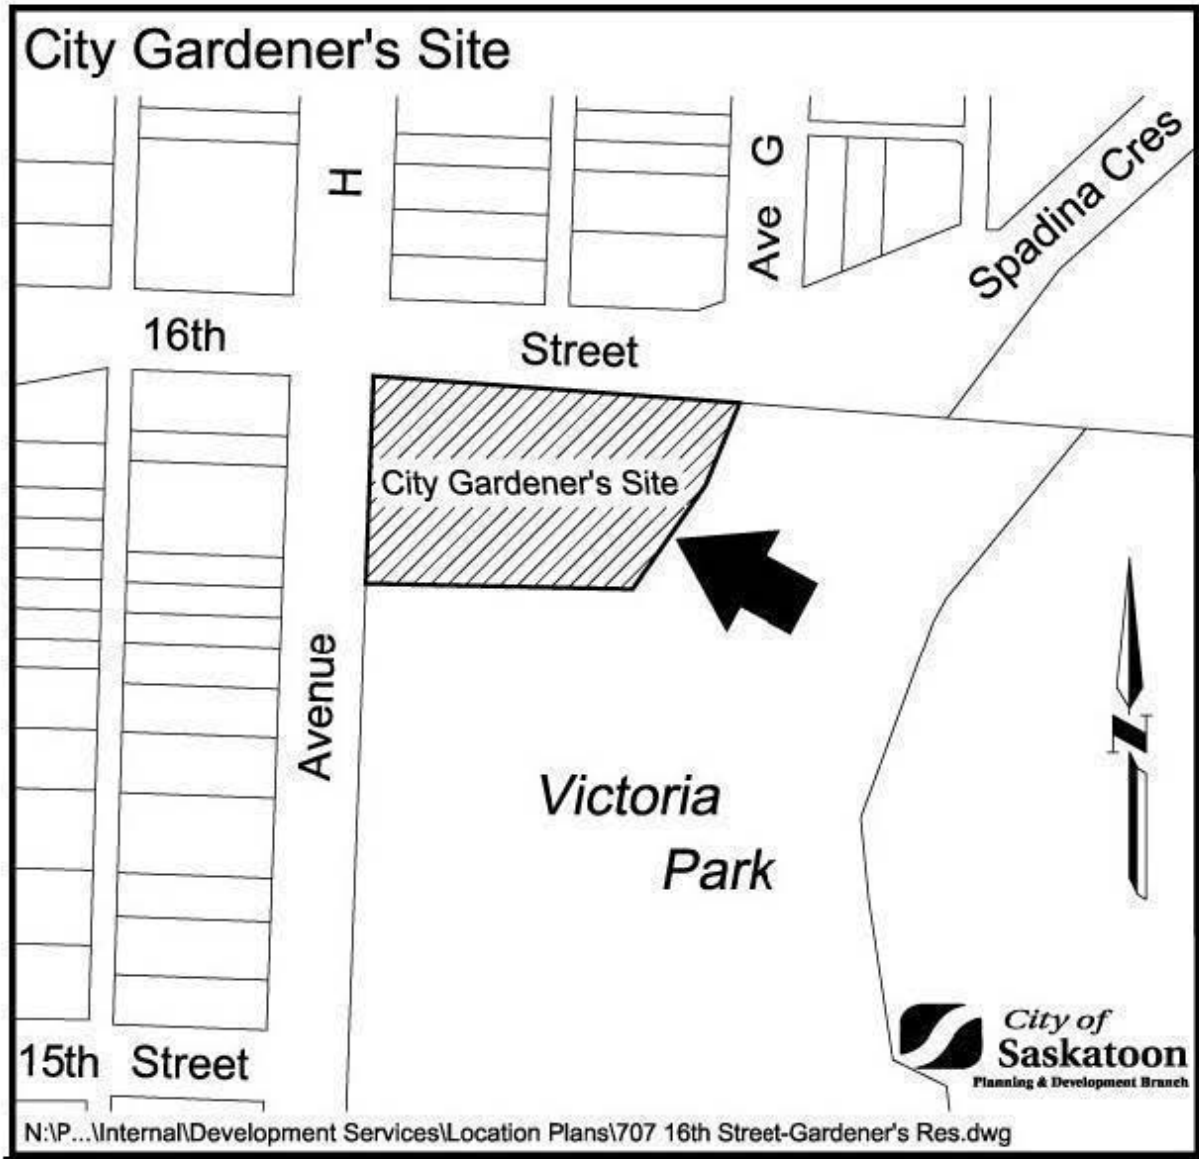 City Gardener's Site
H
Ave G
Spadina Cres
16th Street
City Gardener's Site
Avenue
N
Victoria
Park
15th Street
City of
Saskatoon
Planning & Development Branch
N:\P...\Internal\Development Services\Location Plans\707 16th Street-Gardener's Res.dwg